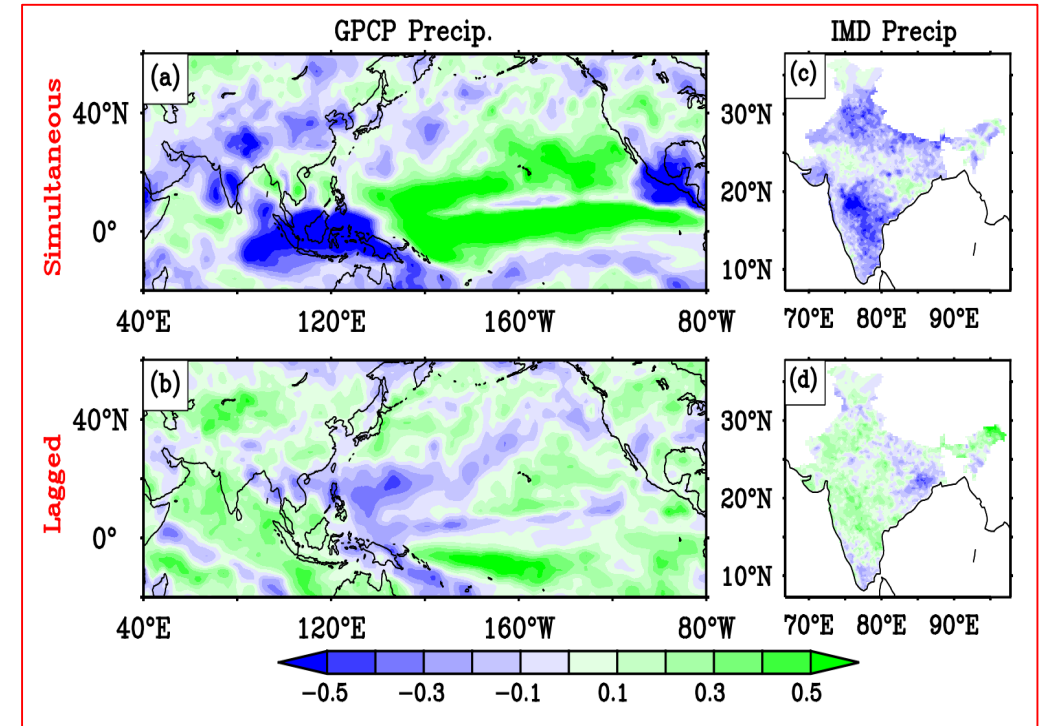 GPCP Precip. IMD Precip
Simultaneous
(a)
40°N
0°
40°E 120°E 160°W 80°W
(c)
30°N
20°N
10°N
70°E 80°E 90°E
Lagged
(b)
40°N
0°
40°E 120°E 160°W 80°W
(d)
30°N
20°N
10°N
70°E 80°E 90°E
−0.5 −0.3 −0.1 0.1 0.3 0.5